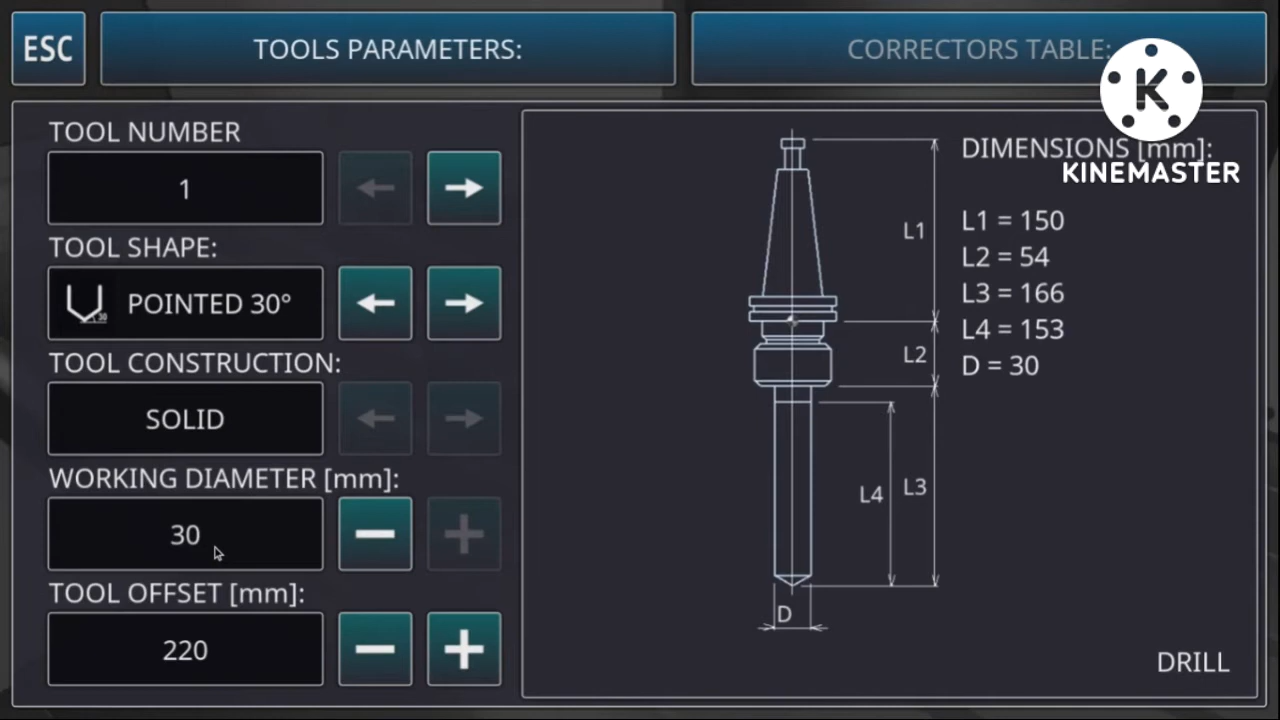 ESC
TOOLS PARAMETERS:
CORRECTORS TABLE:
K
KINEMASTER
TOOL NUMBER
1
TOOL SHAPE:
30
POINTED 30°
TOOL CONSTRUCTION:
SOLID
WORKING DIAMETER [mm]:
30
TOOL OFFSET [mm]:
220
L1
L2
L4
L3
D
DIMENSIONS [mm]:
L1 = 150
L2 = 54
L3 = 166
L4 = 153
D = 30
DRILL